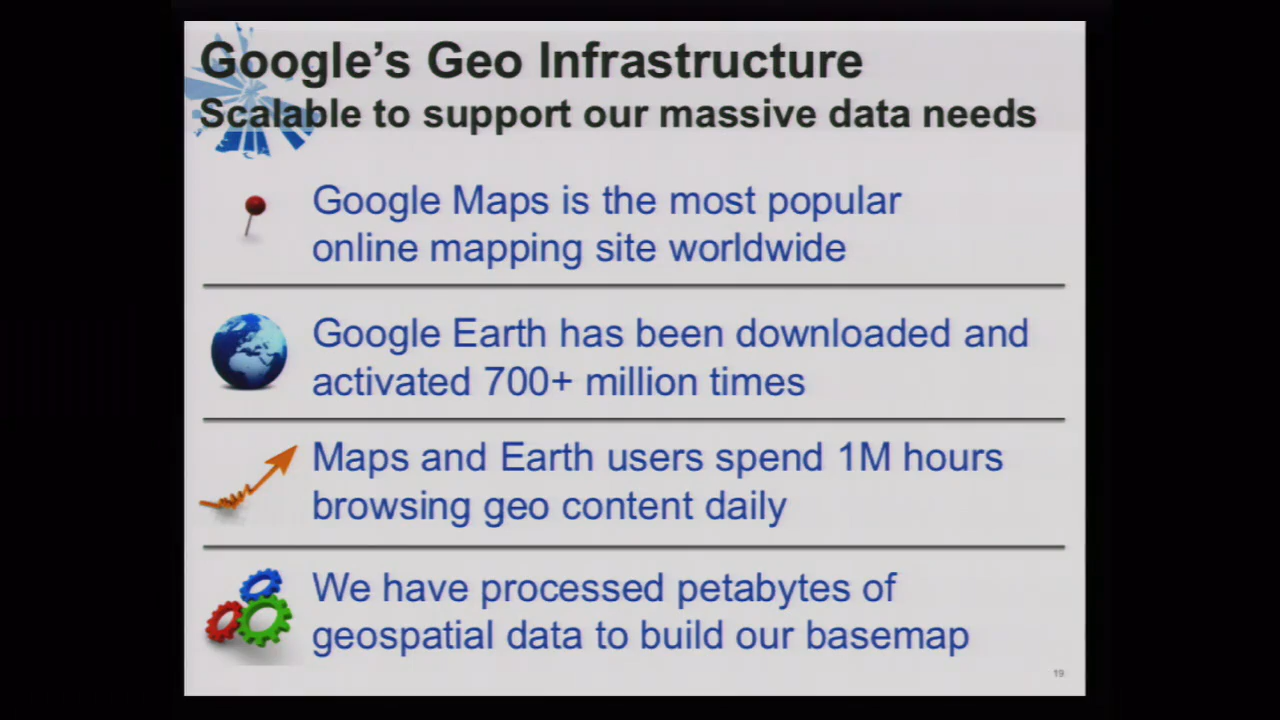 Google's Geo Infrastructure
Scalable to support our massive data needs
Google Maps is the most popular
online mapping site worldwide
Google Earth has been downloaded and
activated 700+ million times
Maps and Earth users spend 1M hours
browsing geo content daily
We have processed petabytes of
geospatial data to build our basemap
19